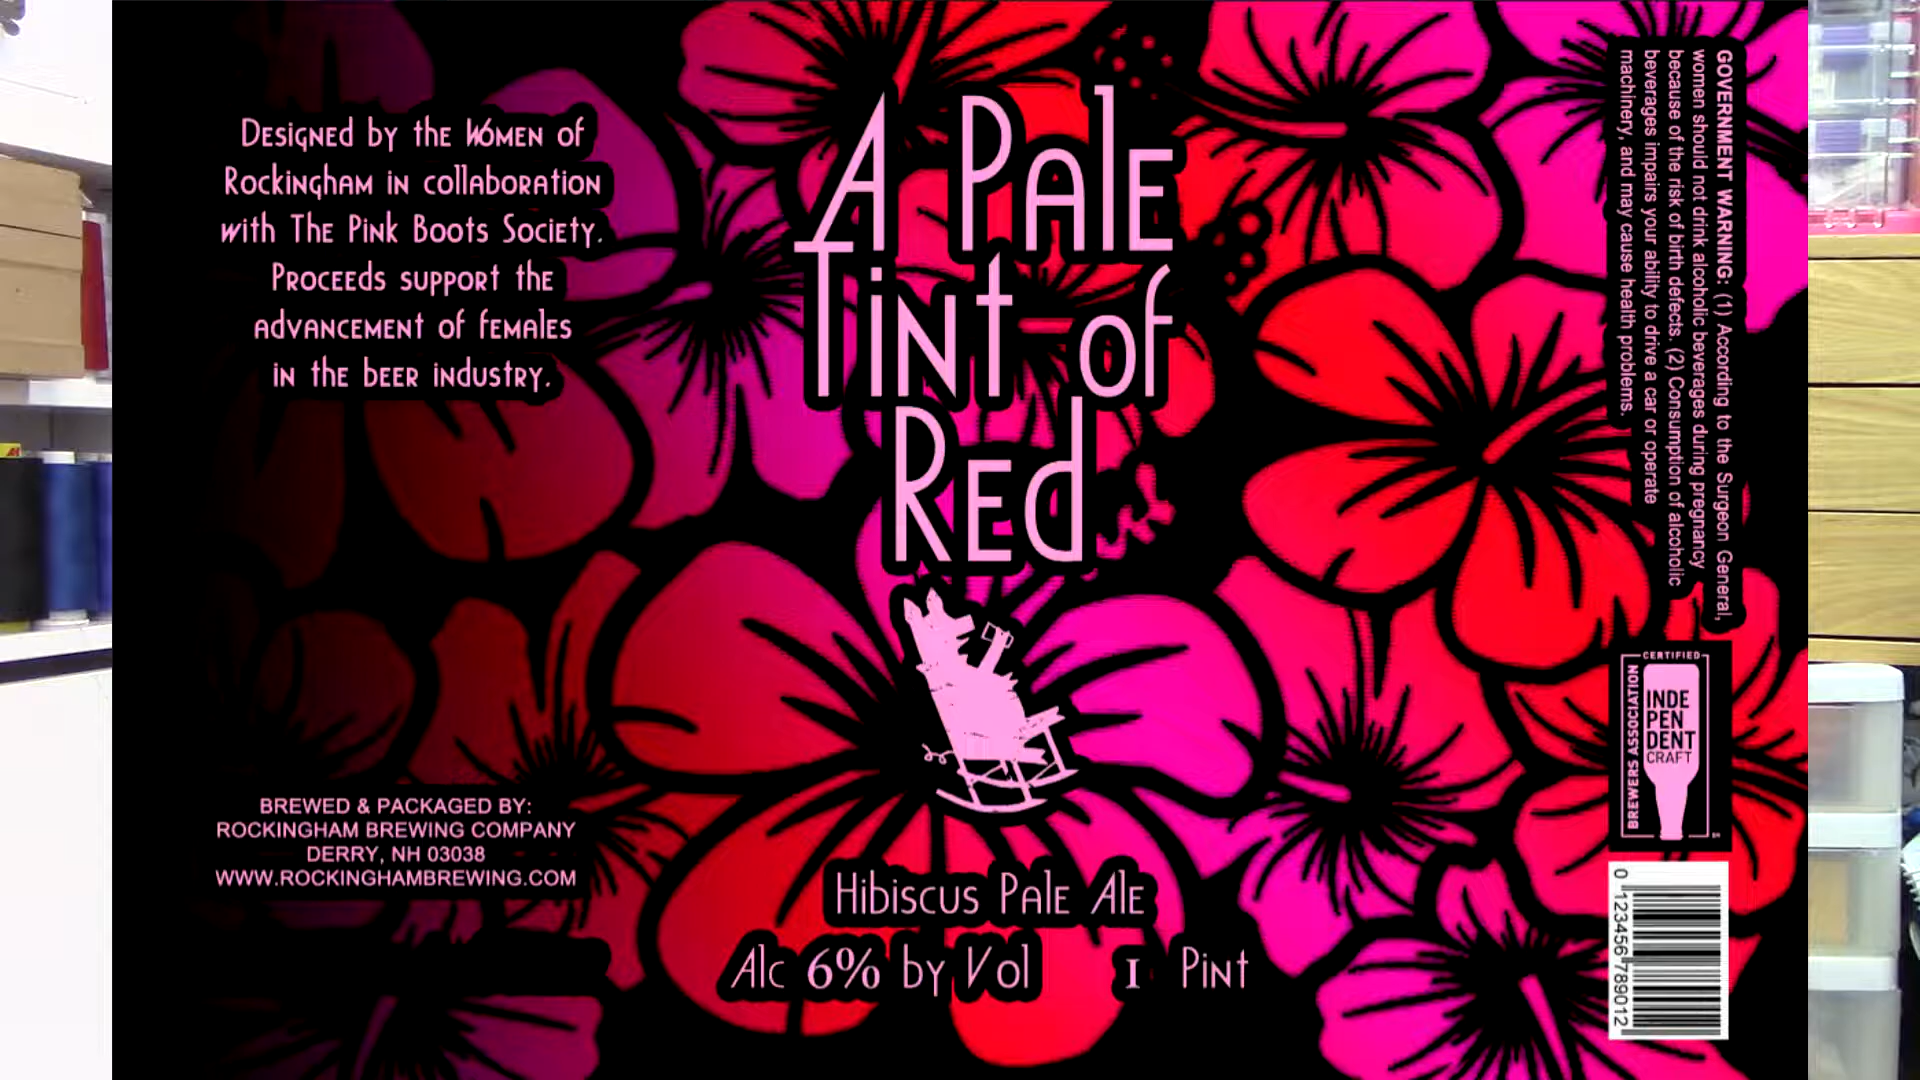 Designed by the Women of
Rockingham in collaboration
with The Pink Boots Society.
Proceeds support the
advancement of females
in the beer industry.
BREWED & PACKAGED BY:
ROCKINGHAM BREWING COMPANY
DERRY, NH 03038
WWW.ROCKINGHAMBREWING.COM
A Pale
Tint of
Red
Hibiscus Pale Ale
Alc 6% by Vol 1 Pint
GOVERNMENT WARNING: (1) According to the Surgeon General,
women should not drink alcoholic beverages during pregnancy
because of the risk of birth defects. (2) Consumption of alcoholic
beverages impairs your ability to drive a car or operate
machinery, and may cause health problems.
CERTIFIED
INDE
PEN
DENT
CRAFT
BREWERS ASSOCIATION
0 123456 789012